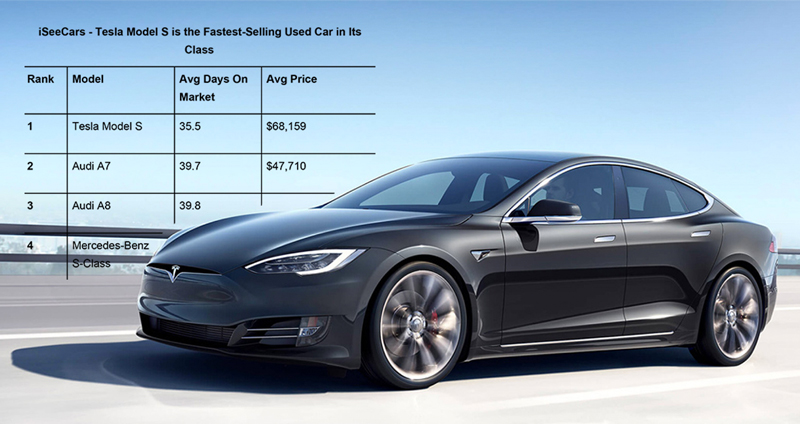 iSeeCars - Tesla Model S is the Fastest-Selling Used Car in Its
Class
Rank Model Avg Days On Market Avg Price
1 Tesla Model S 35.5 $68,159
2 Audi A7 39.7 $47,710
3 Audi A8 39.8
4 Mercedes-Benz
S-Class